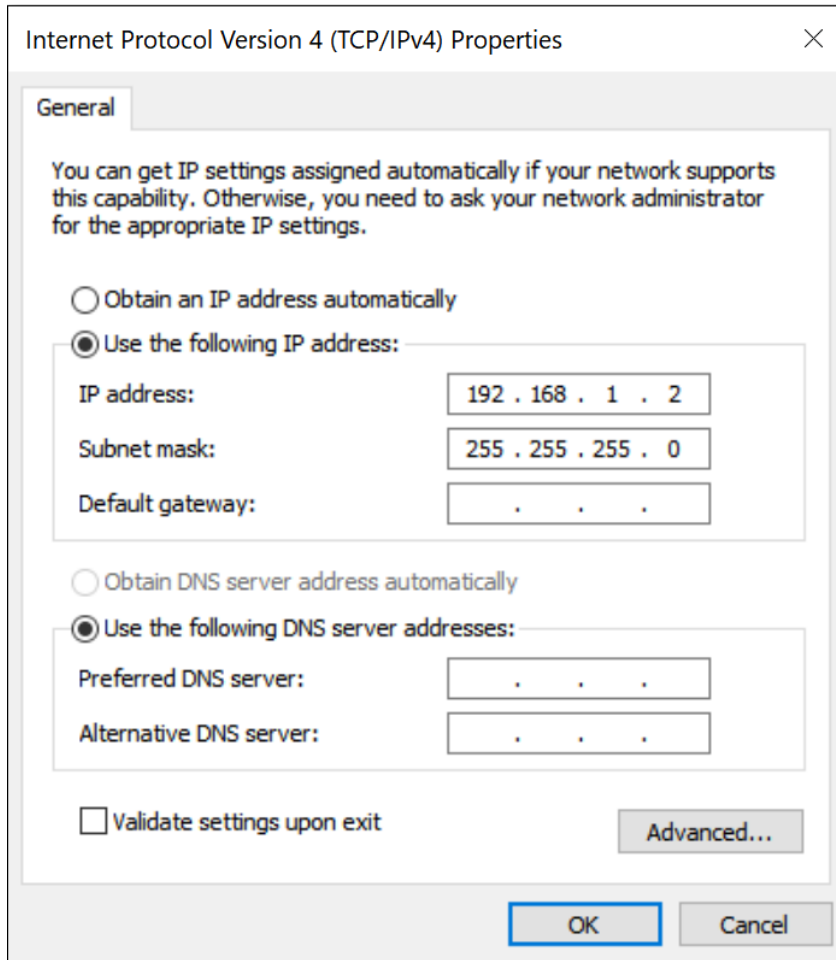 Internet Protocol Version 4 (TCP/IPv4) Properties
General
You can get IP settings assigned automatically if your network supports
this capability. Otherwise, you need to ask your network administrator
for the appropriate IP settings.
Obtain an IP address automatically
Use the following IP address:
IP address: 192 . 168 . 1 . 2
Subnet mask: 255 . 255 . 255 . 0
Default gateway: . . .
Obtain DNS server address automatically
Use the following DNS server addresses:
Preferred DNS server: . . .
Alternative DNS server: . . .
Validate settings upon exit
Advanced...
OK Cancel